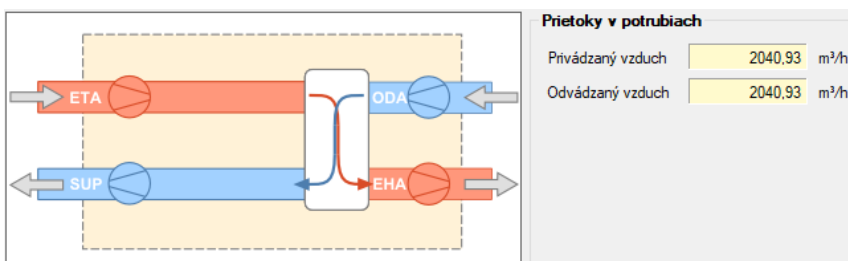 Prietoky v potrubiach
ETA ODA Privádzaný vzduch 2040,93 m³/h
Odvádzaný vzduch 2040,93 m³/h
SUP EHA